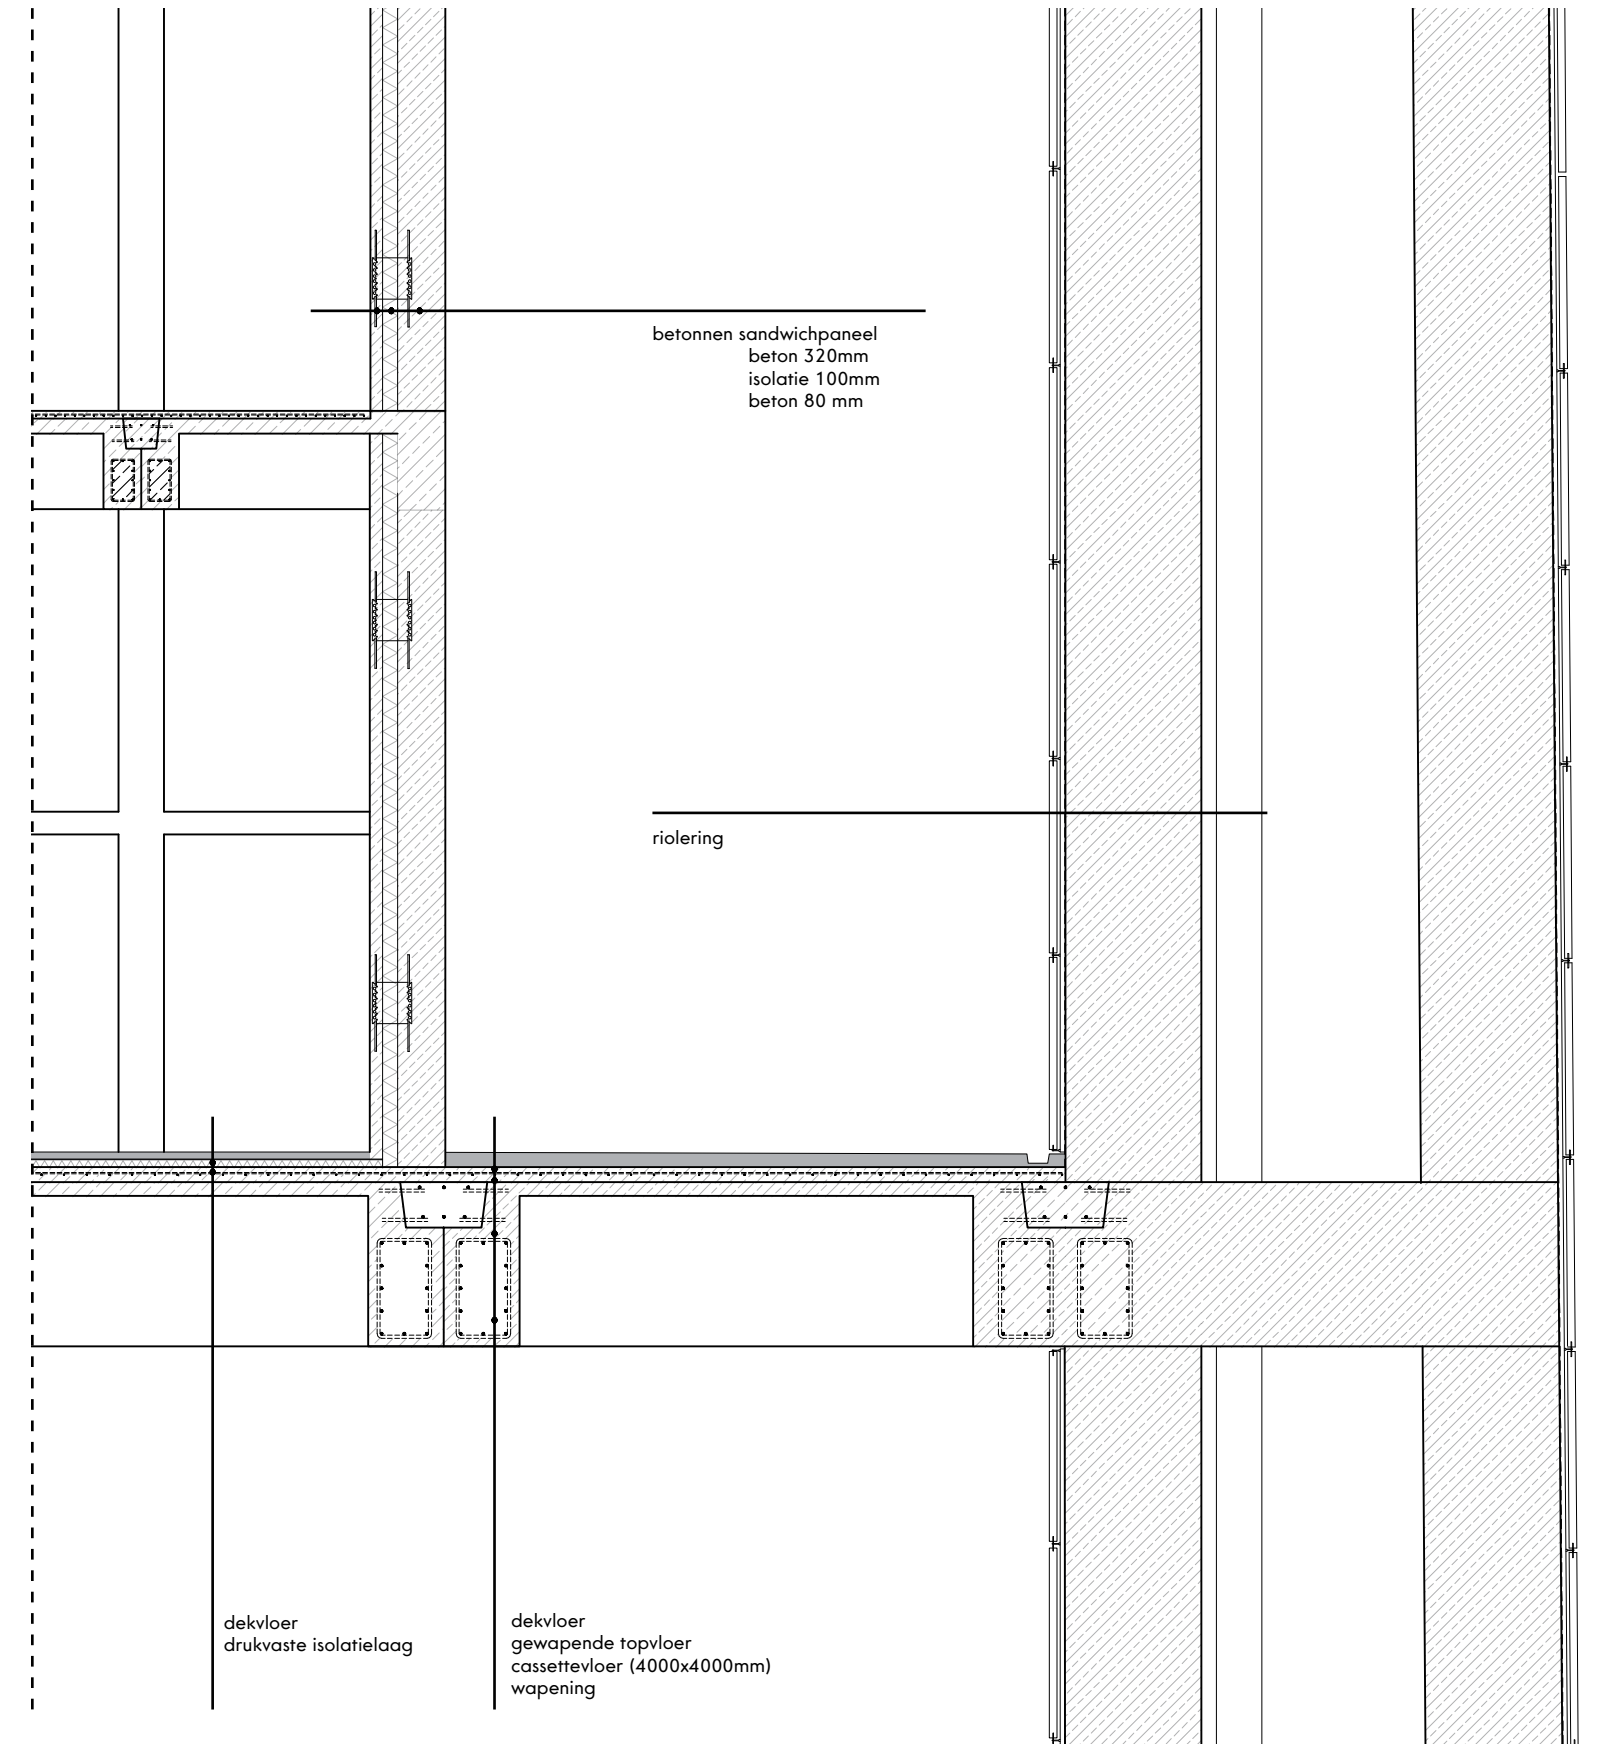 betonnen sandwichpaneel
beton 320mm
isolatie 100mm
beton 80 mm
riolering
dekvloer
drukvaste isolatielaag
dekvloer
gewapende topvloer
cassettevloer (4000x4000mm)
wapening